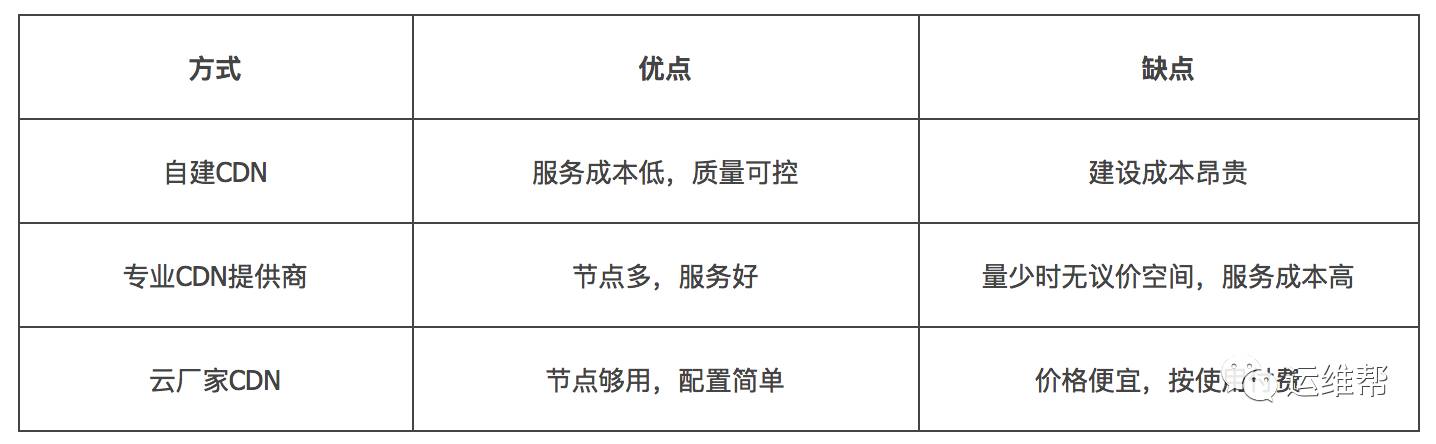 方式 优点 缺点
自建CDN 服务成本低，质量可控 建设成本昂贵
专业CDN提供商 节点多，服务好 量少时无议价空间，服务成本高
云厂家CDN 节点够用，配置简单 价格便宜，按使用付费
运维帮